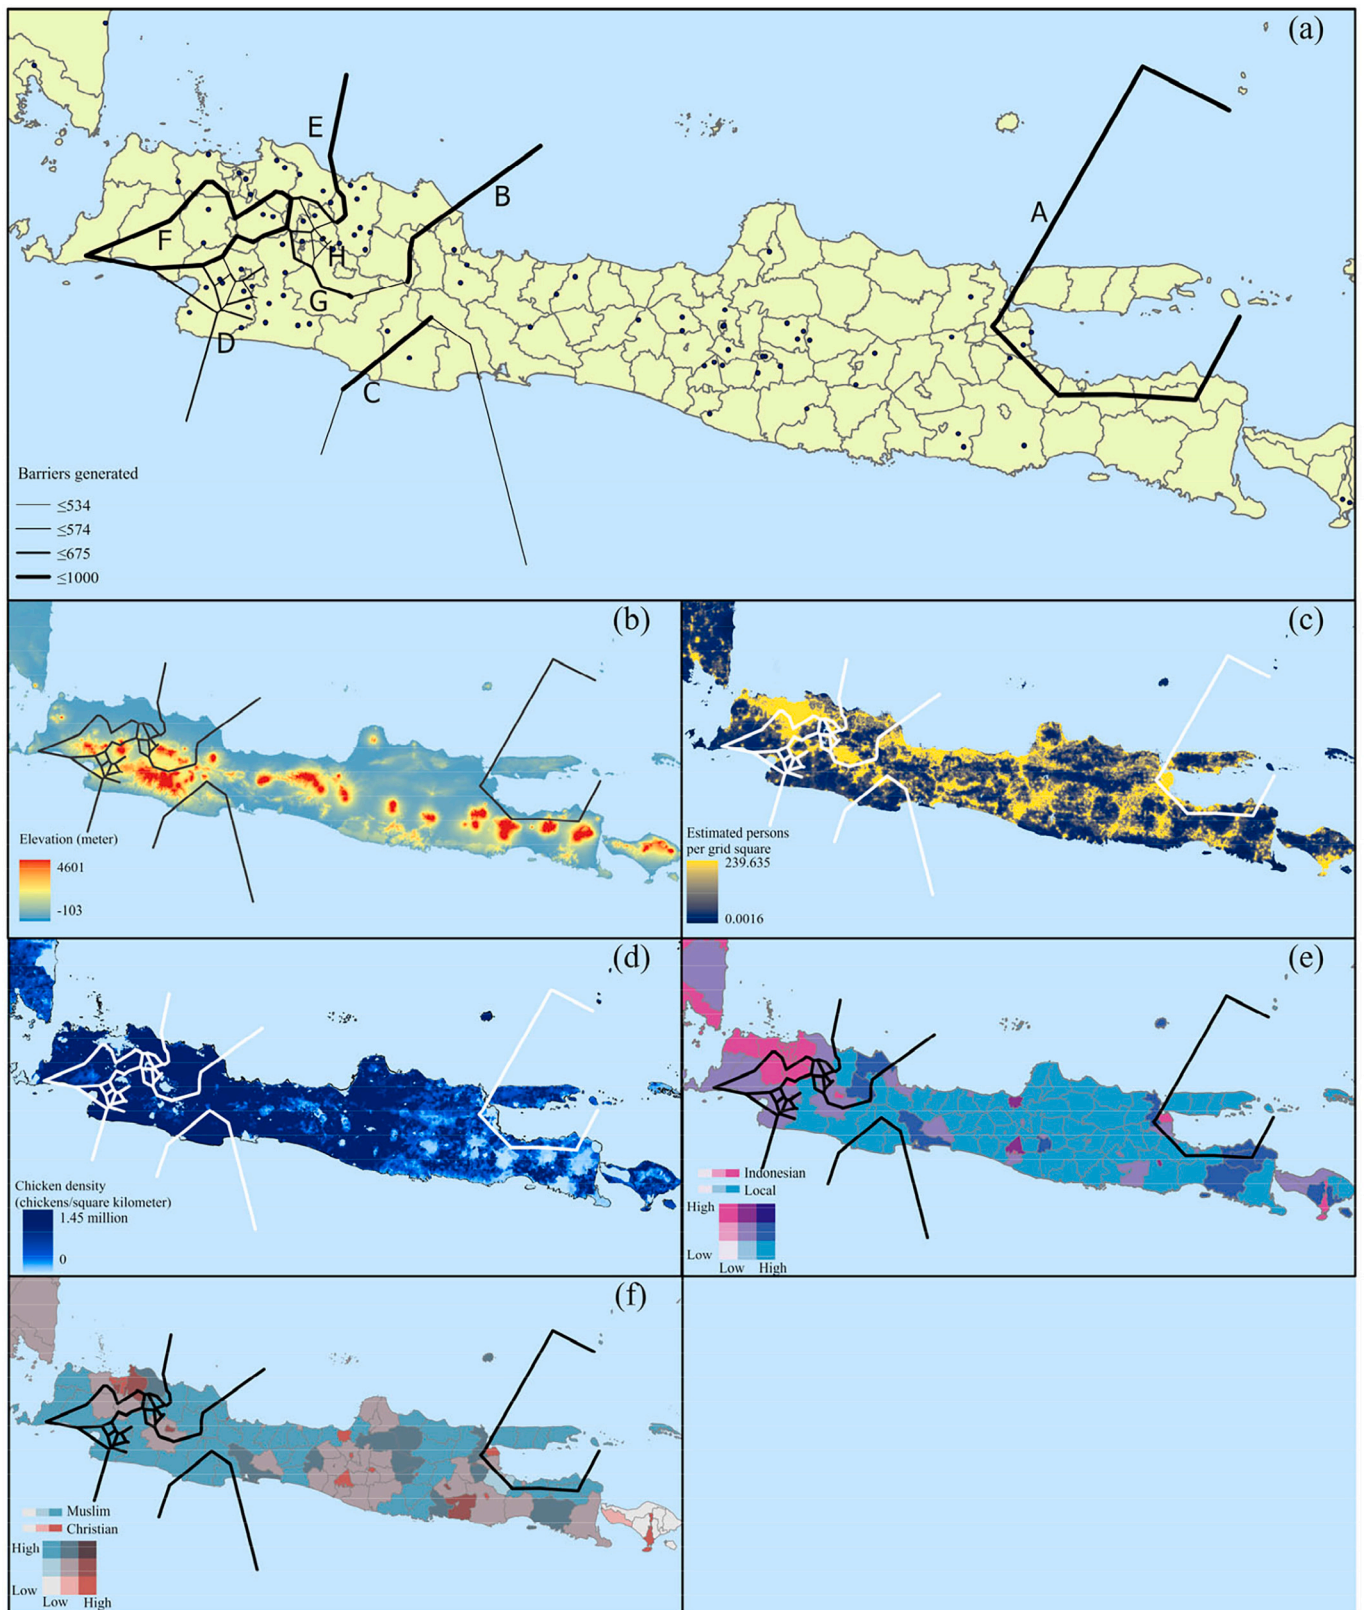 (a)
E
B
A
F
H
G
D
C
Barriers generated
≤534
≤574
≤675
≤1000
(b)
Elevation (meter)
4601
-103
(c)
Estimated persons
per grid square
239.635
0.0016
(d)
Chicken density
(chickens/square kilometer)
1.45 million
0
(e)
Indonesian
Local
High
Low
Low High
(f)
Muslim
Christian
High
Low
Low High